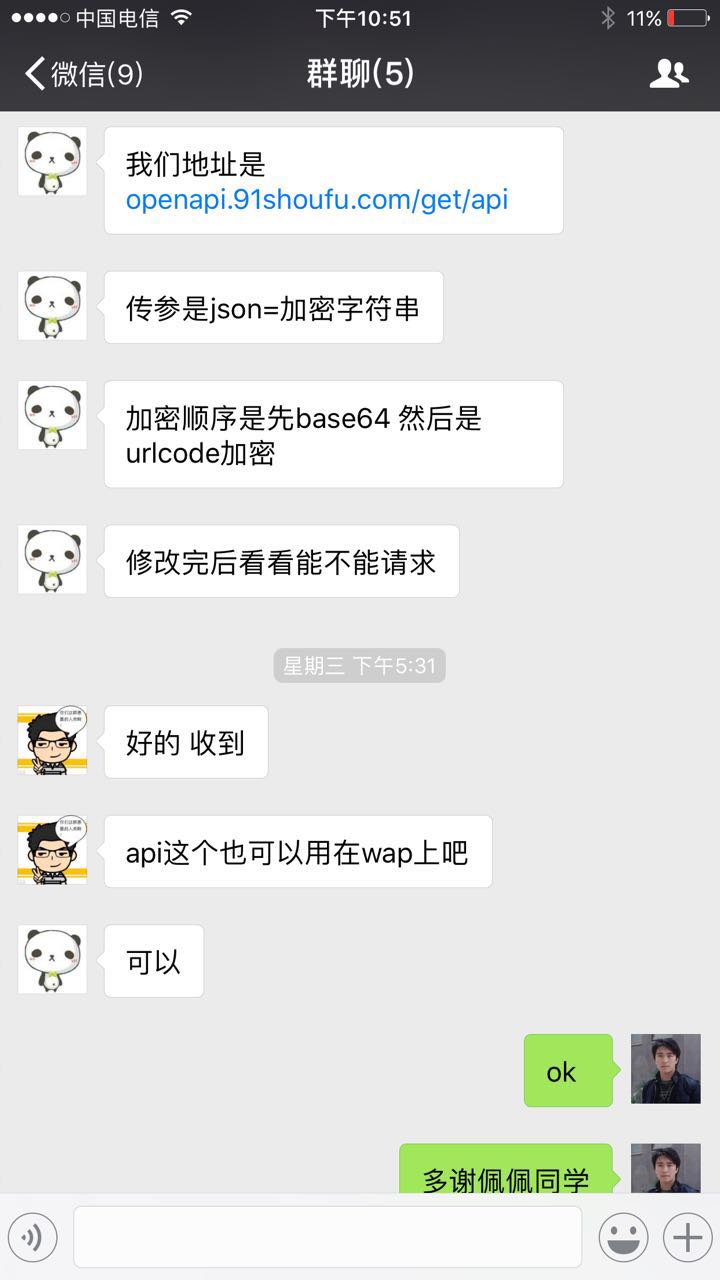 中国电信 下午10:51 11%
微信(9) 群聊(5)
我们地址是
openapi.91shoufu.com/get/api
传参是json=加密字符串
加密顺序是先base64 然后是
urlcode加密
修改完后看看能不能请求
星期三 下午5:31
好的 收到
api这个也可以用在wap上吧
可以
ok
多谢佩佩同学